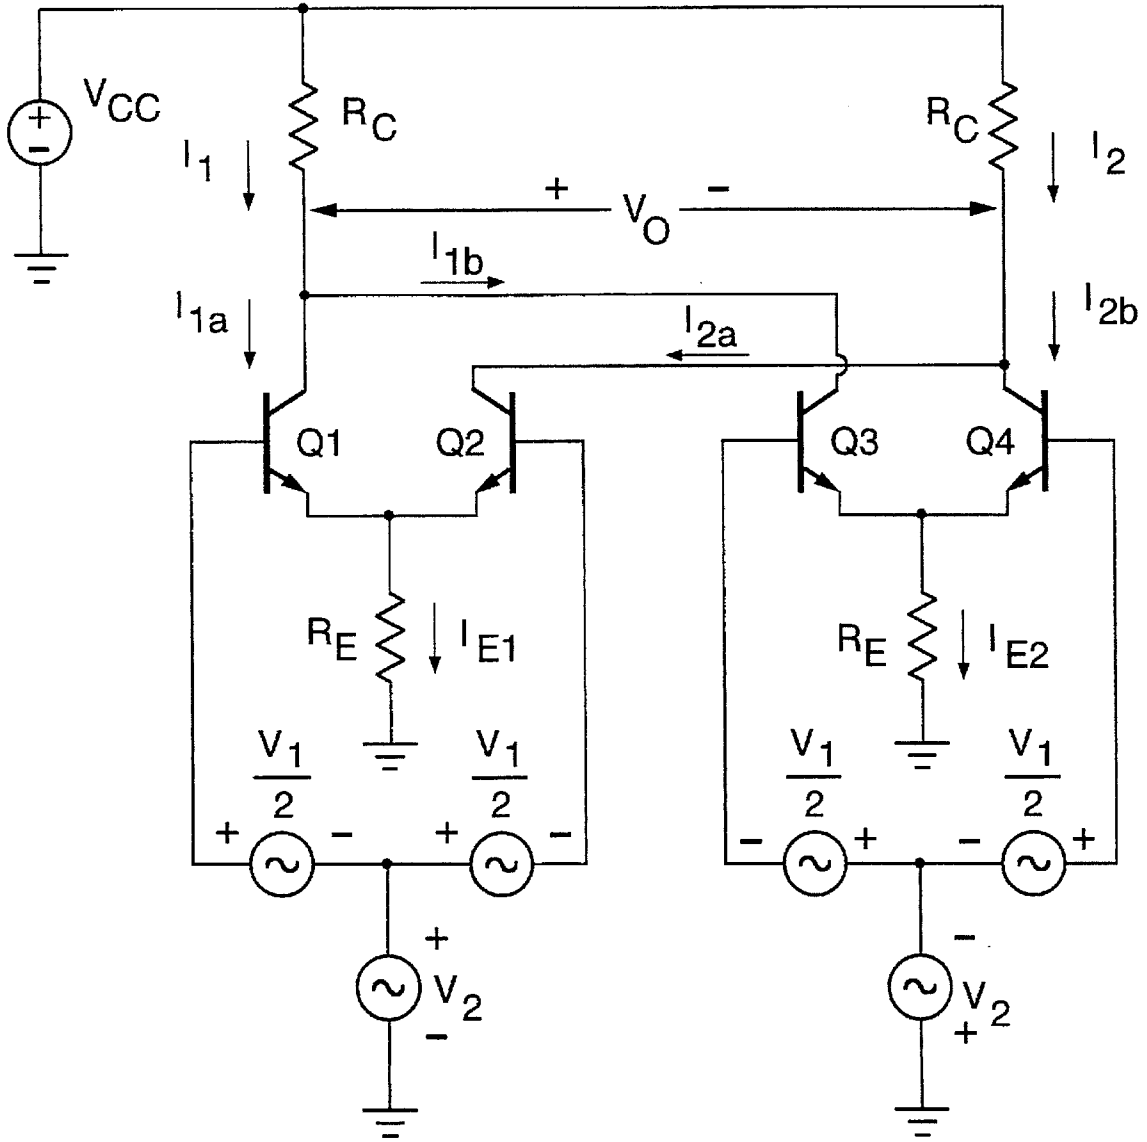 V_CC
+
-
R_C
R_C
I_1
I_2
+ V_O -
I_1b
I_1a
I_2a
I_2b
Q1
Q2
Q3
Q4
R_E
I_E1
R_E
I_E2
V_1/2
V_1/2
V_1/2
V_1/2
+ - + -
- + - +
+
V_2
-
-
V_2
+